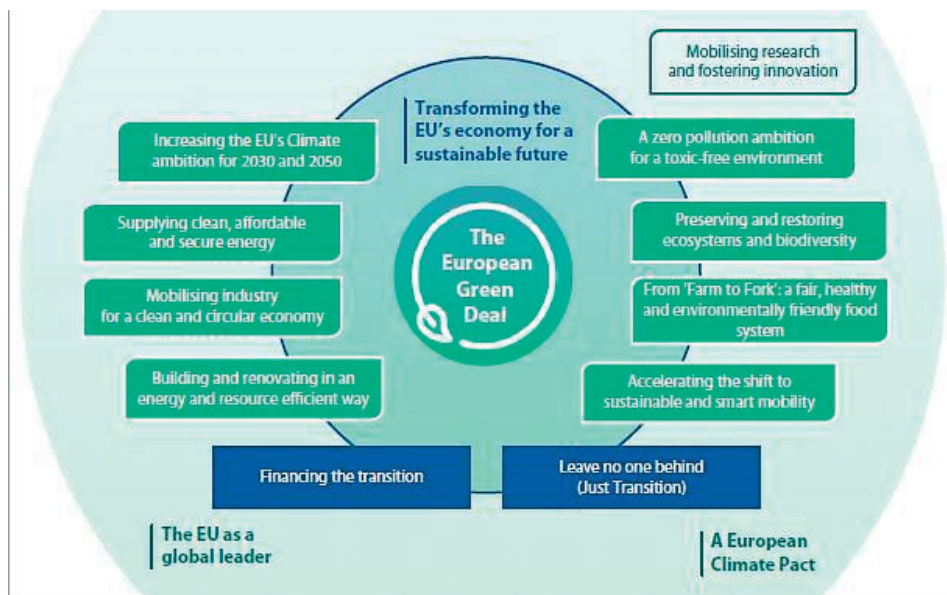 Mobilising research
and fostering innovation
Transforming the
EU's economy for a
sustainable future
Increasing the EU's Climate
ambition for 2030 and 2050
A zero pollution ambition
for a toxic-free environment
Supplying clean, affordable
and secure energy
Preserving and restoring
ecosystems and biodiversity
The
European
Green
Deal
Mobilising industry
for a clean and circular economy
From 'Farm to Fork': a fair, healthy
and environmentally friendly food
system
Building and renovating in an
energy and resource efficient way
Accelerating the shift to
sustainable and smart mobility
Financing the transition
Leave no one behind
(Just Transition)
The EU as a
global leader
A European
Climate Pact